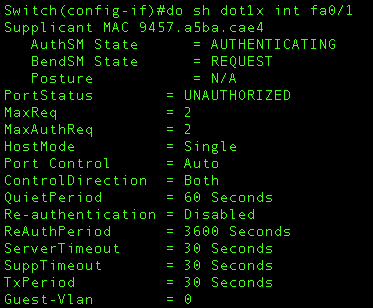 Switch(config-if)#do sh dot1x int fa0/1
Supplicant MAC 9457.a5ba.cae4
AuthSM State = AUTHENTICATING
BendSM State = REQUEST
Posture = N/A
PortStatus = UNAUTHORIZED
MaxReq = 2
MaxAuthReq = 2
HostMode = Single
Port Control = Auto
ControlDirection = Both
QuietPeriod = 60 Seconds
Re-authentication = Disabled
ReAuthPeriod = 3600 Seconds
ServerTimeout = 30 Seconds
SuppTimeout = 30 Seconds
TxPeriod = 30 Seconds
Guest-Vlan = 0